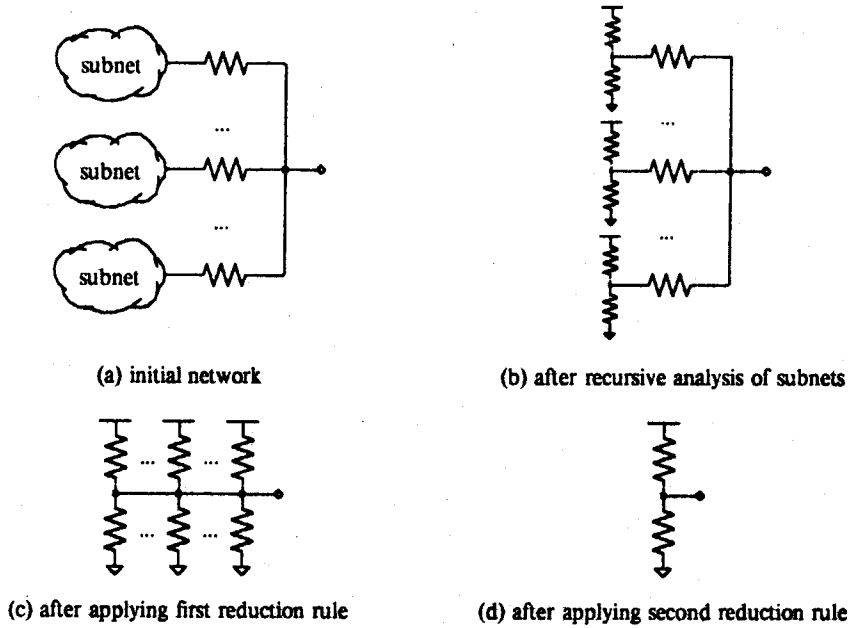 subnet
...
subnet
...
subnet
...
...
(a) initial network
(b) after recursive analysis of subnets
... ...
... ...
(c) after applying first reduction rule
(d) after applying second reduction rule